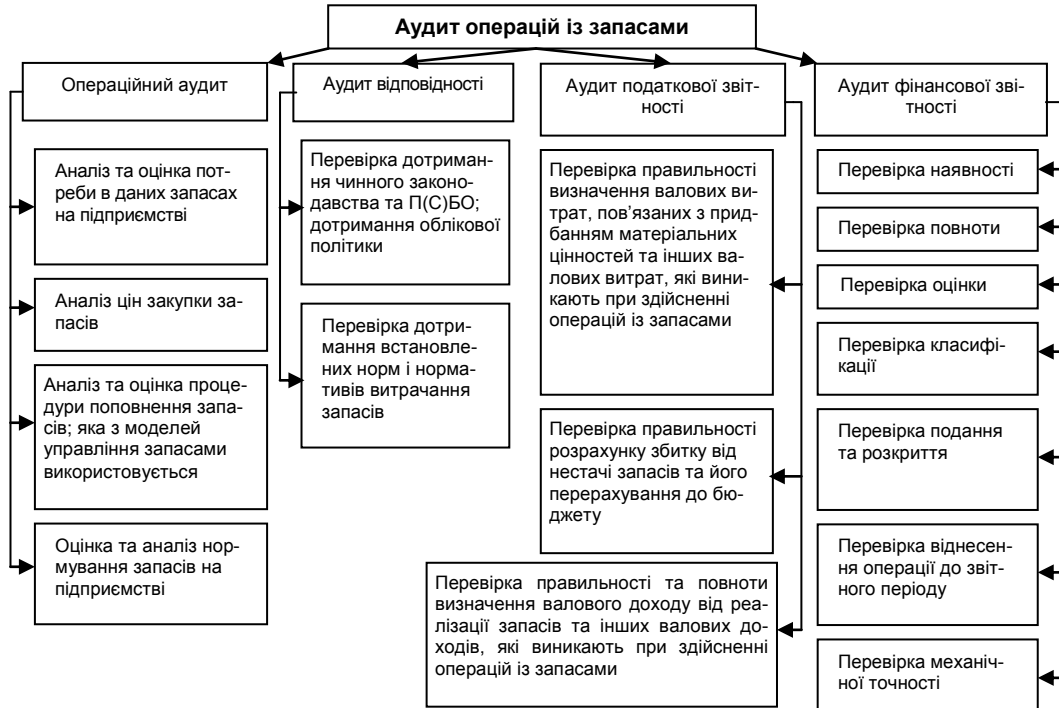 Аудит операцій із запасами
Операційний аудит
Аналіз та оцінка пот-
реби в даних запасах
на підприємстві
Аналіз цін закупки за-
пасів
Аналіз та оцінка проце-
дури поповнення запа-
сів; яка з моделей
управління запасами
використовується
Оцінка та аналіз нор-
мування запасів на
підприємстві
Аудит відповідності
Перевірка дотриман-
ня чинного законо-
давства та П(С)БО;
дотримання облікової
політики
Перевірка дотри-
мання встановле-
них норм і норма-
тивів витрачання
запасів
Аудит податкової звіт-
ності
Перевірка правильності
визначення валових ви-
трат, пов’язаних з прид-
банням матеріальних
цінностей та інших ва-
лових витрат, які вини-
кають при здійсненні
операцій із запасами
Перевірка правильності
розрахунку збитку від
нестачі запасів та його
перерахування до бю-
джету
Перевірка правильності та повноти
визначення валового доходу від реа-
лізації запасів та інших валових до-
ходів, які виникають при здійсненні
операцій із запасами
Аудит фінансової зві-
тності
Перевірка наявності
Перевірка повноти
Перевірка оцінки
Перевірка класифі-
кації
Перевірка подання
та розкриття
Перевірка віднесен-
ня операції до звіт-
ного періоду
Перевірка механіч-
ної точності